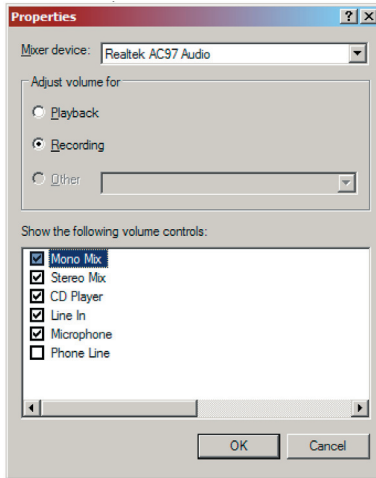 Properties
Mixer device: Realtek AC97 Audio
Adjust volume for
Playback
Recording
Other
Show the following volume controls:
Mono Mix
Stereo Mix
CD Player
Line In
Microphone
Phone Line
OK Cancel